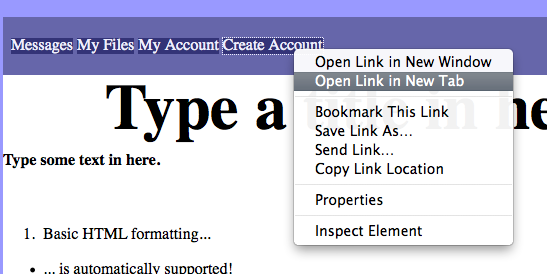 Messages My Files My Account Create Account
Open Link in New Window
Open Link in New Tab
Type a title in he
Bookmark This Link
Save Link As...
Send Link...
Copy Link Location
Properties
Inspect Element
Type some text in here.
1. Basic HTML formatting...
• ... is automatically supported!